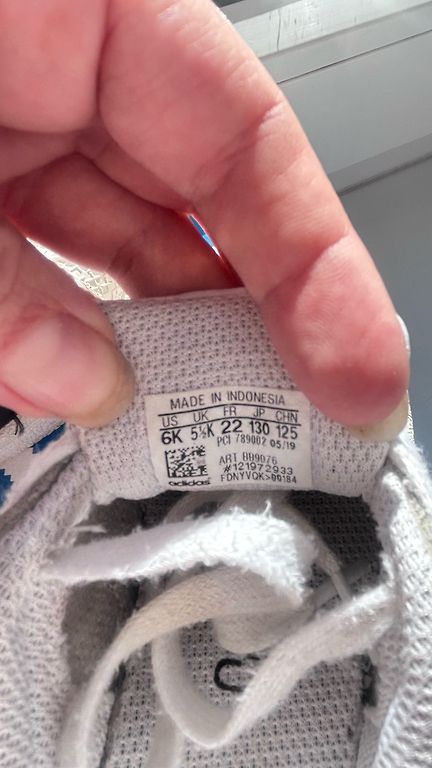 MADE IN INDONESIA
US UK FR JP CHN
6K 5½K 22 130 125
PCI 789002 05/19
ART BB9076
#121972933
adidas FDNYVQK>09184